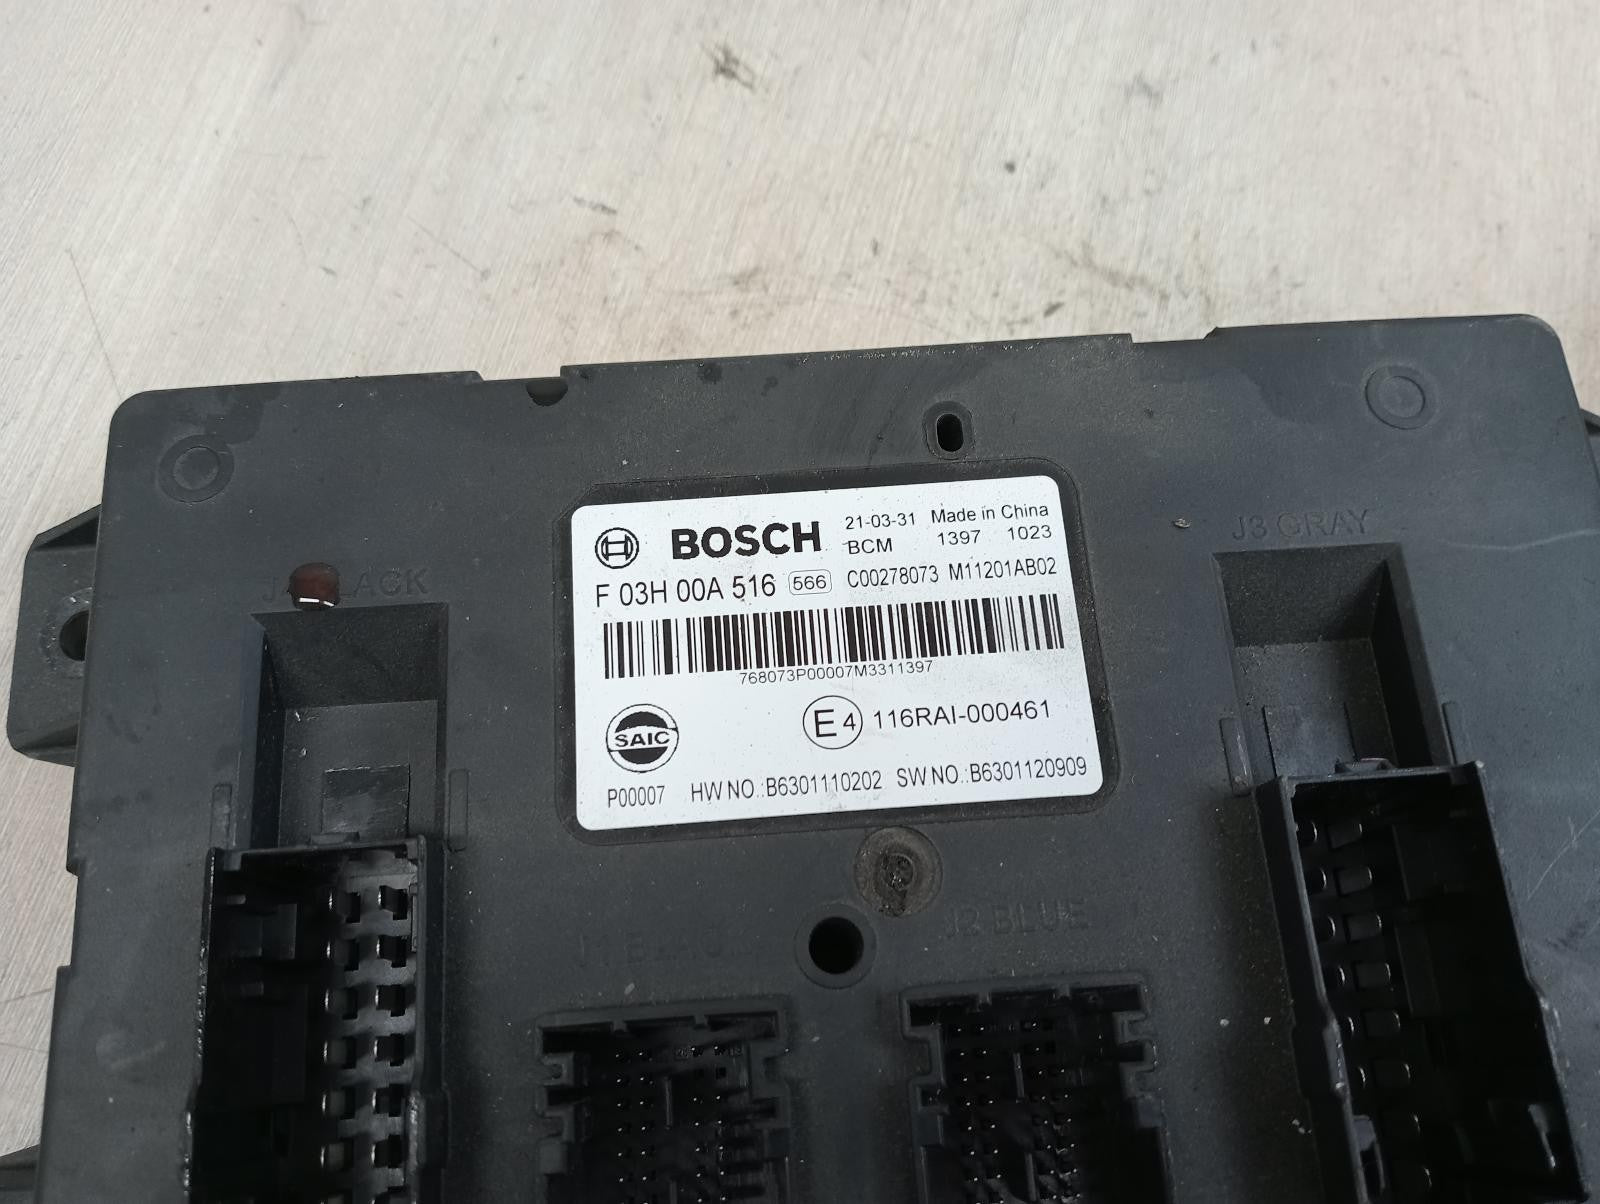 BOSCH 21-03-31 Made in China
BCM 1397 1023
F 03H 00A 516 566 C00278073 M11201AB02
768073P00007M3311397
SAIC E4 116RAI-000461
P00007 HW NO.:B6301110202 SW NO.:B6301120909
J3 GRAY
J2 BLUE